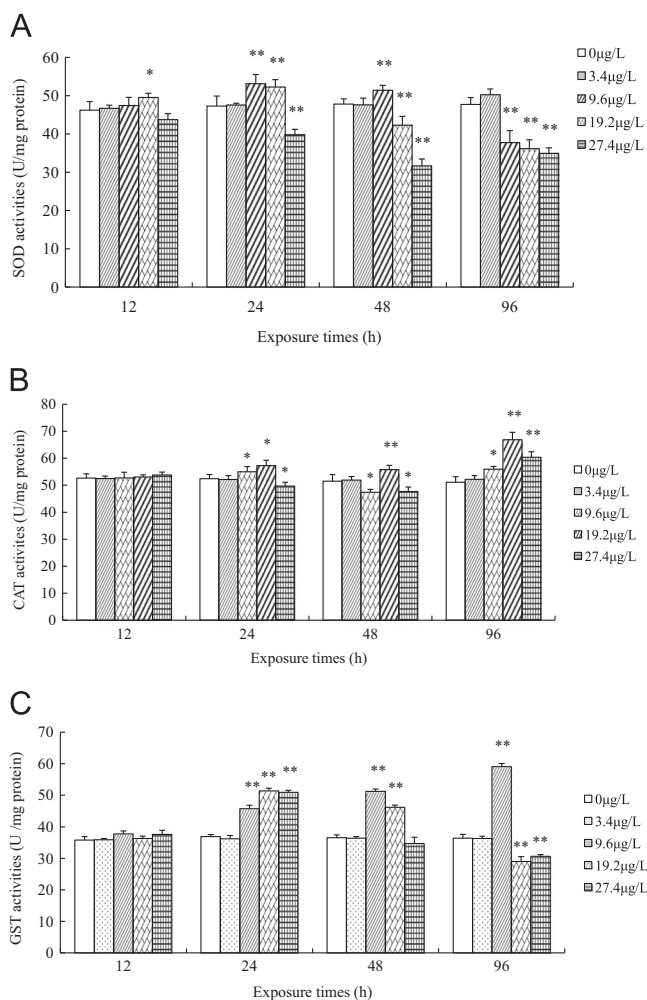 A
SOD activities (U/mg protein)
60
50
40
30
20
10
0
*
** **
**
**
**
**
** ** **
12 24 48 96
Exposure times (h)
0μg/L
3.4μg/L
9.6μg/L
19.2μg/L
27.4μg/L
B
CAT activites (U/mg protein)
80
70
60
50
40
30
20
10
0
* * *
* ** *
* ** **
12 24 48 96
Exposure times (h)
0μg/L
3.4μg/L
9.6μg/L
19.2μg/L
27.4μg/L
C
GST activities (U /mg protein)
70
60
50
40
30
20
10
0
** ** **
** **
**
** **
12 24 48 96
Exposure times (h)
0μg/L
3.4μg/L
9.6μg/L
19.2μg/L
27.4μg/L